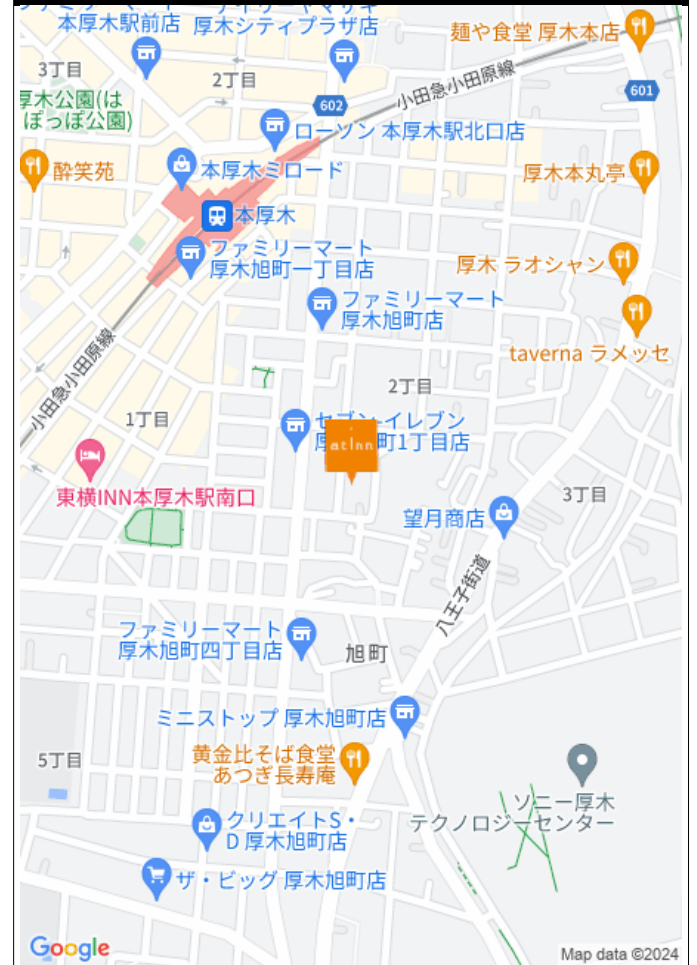 本厚木駅前店
厚木シティプラザ店
麺や食堂 厚木本店
3丁目
2丁目
小田急小田原線
601
厚木公園(は
ぽっぽ公園)
602
ローソン 本厚木駅北口店
酔笑苑
本厚木ミロード
厚木本丸亭
本厚木
ファミリーマート
厚木旭町一丁目店
厚木 ラオシャン
ファミリーマート
厚木旭町店
taverna ラメッセ
小田急小田原線
2丁目
1丁目
セブン-イレブン
厚
町1丁目店
at Inn
東横INN本厚木駅南口
3丁目
望月商店
八王子街道
ファミリーマート
厚木旭町四丁目店
旭町
ミニストップ 厚木旭町店
5丁目
黄金比そば食堂
あつぎ長寿庵
ソニー厚木
テクノロジーセンター
クリエイトS・
D 厚木旭町店
ザ・ビッグ 厚木旭町店
Google
Map data ©2024